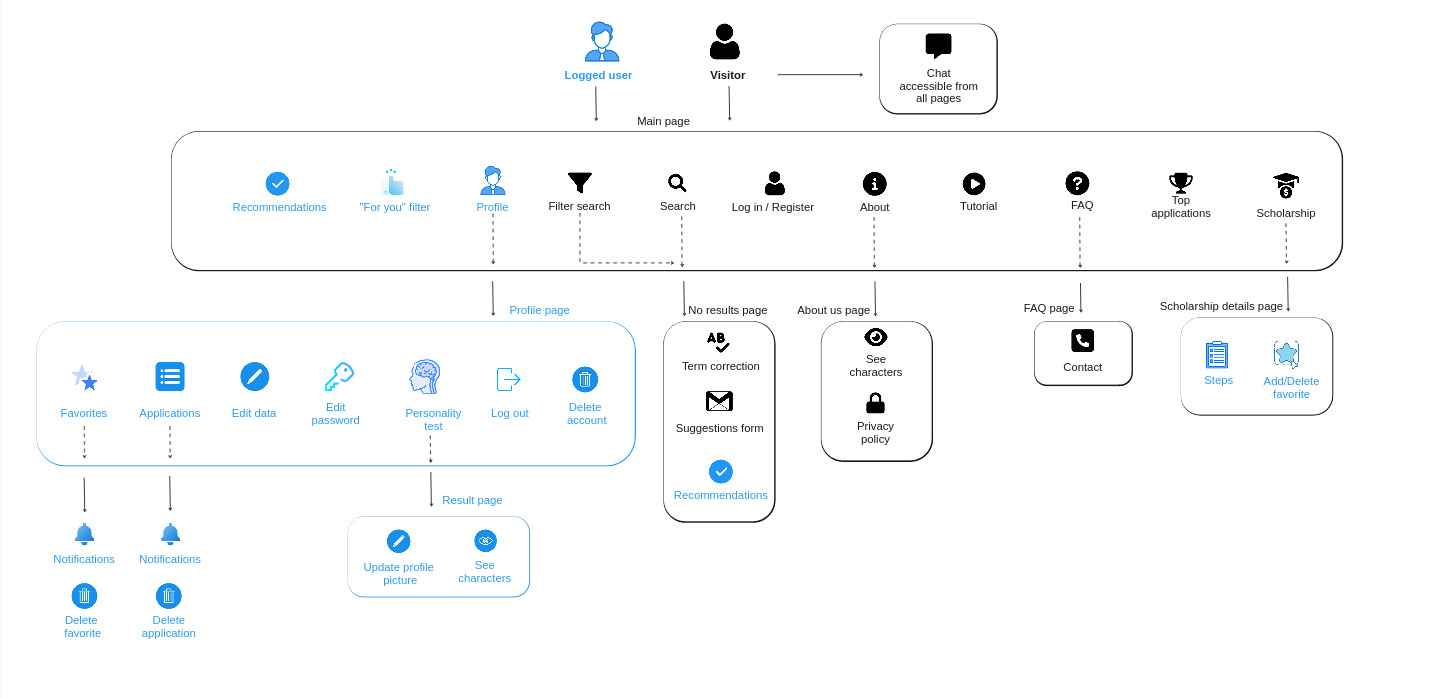 Logged user
Visitor
Chat
accessible from
all pages
Main page
Recommendations
"For you" filter
Profile
Filter search
Search
Log in / Register
About
Tutorial
FAQ
Top
applications
Scholarship
Profile page
No results page
About us page
FAQ page
Scholarship details page
Favorites
Applications
Edit data
Edit
password
Personality
test
Log out
Delete
account
AB
Term correction
Suggestions form
Recommendations
See
characters
Privacy
policy
Contact
Steps
Add/Delete
favorite
Result page
Notifications
Notifications
Update profile
picture
See
characters
Delete
favorite
Delete
application